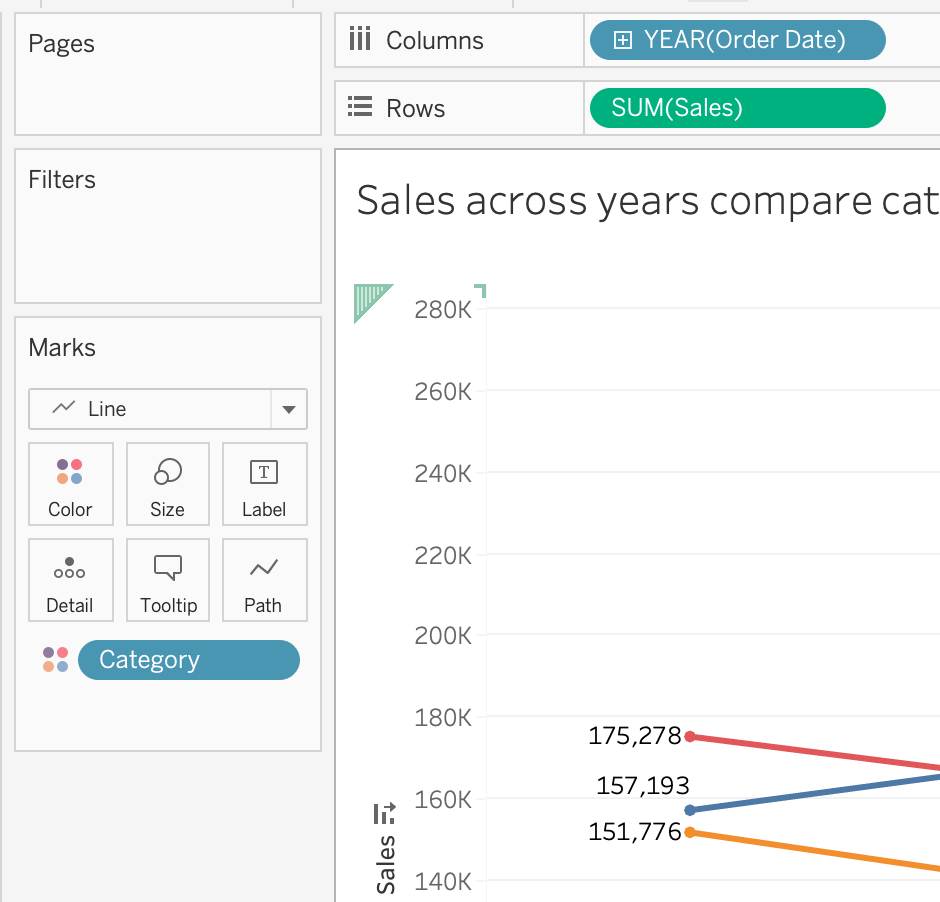 Pages
Columns
YEAR(Order Date)
Rows
SUM(Sales)
Filters
Sales across years compare cat
Marks
Line
Color
Size
T
Label
Detail
Tooltip
Path
Category
280K
260K
240K
220K
200K
180K
160K
140K
Sales
175,278
157,193
151,776